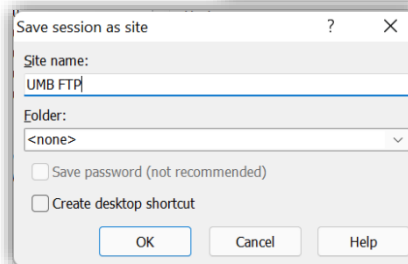 Save session as site ? X
Site name:
UMB FTP
Folder:
<none>
Save password (not recommended)
Create desktop shortcut
OK Cancel Help